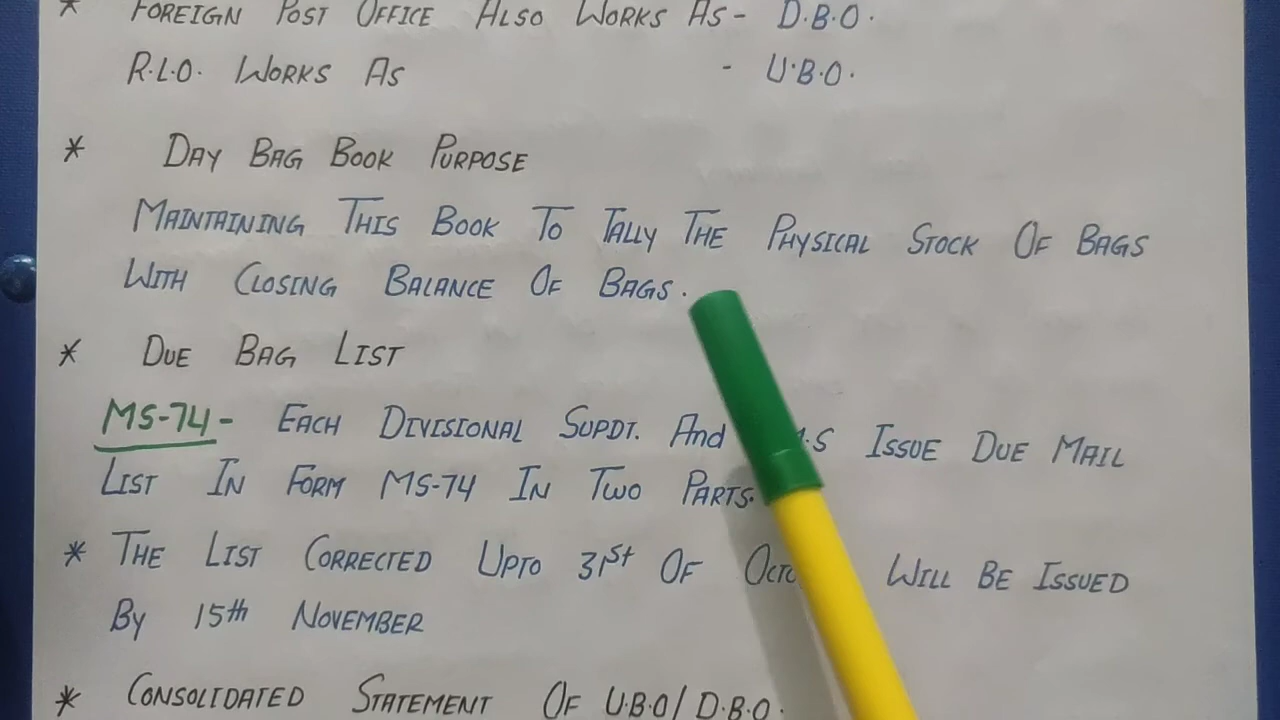 * FOREIGN POST OFFICE ALSO WORKS AS - D.B.O.
R.L.O. WORKS AS - U.B.O.
* DAY BAG BOOK PURPOSE
MAINTAINING THIS BOOK TO TALLY THE PHYSICAL STOCK OF BAGS
WITH CLOSING BALANCE OF BAGS.
* DUE BAG LIST
MS-74 - EACH DIVISIONAL SUPDT. AND ISSUE DUE MAIL
LIST IN FORM MS-74 IN TWO PARTS.
* THE LIST CORRECTED UPTO 31st OF WILL BE ISSUED
BY 15th NOVEMBER
* CONSOLIDATED STATEMENT OF U.B.O/D.B.O.